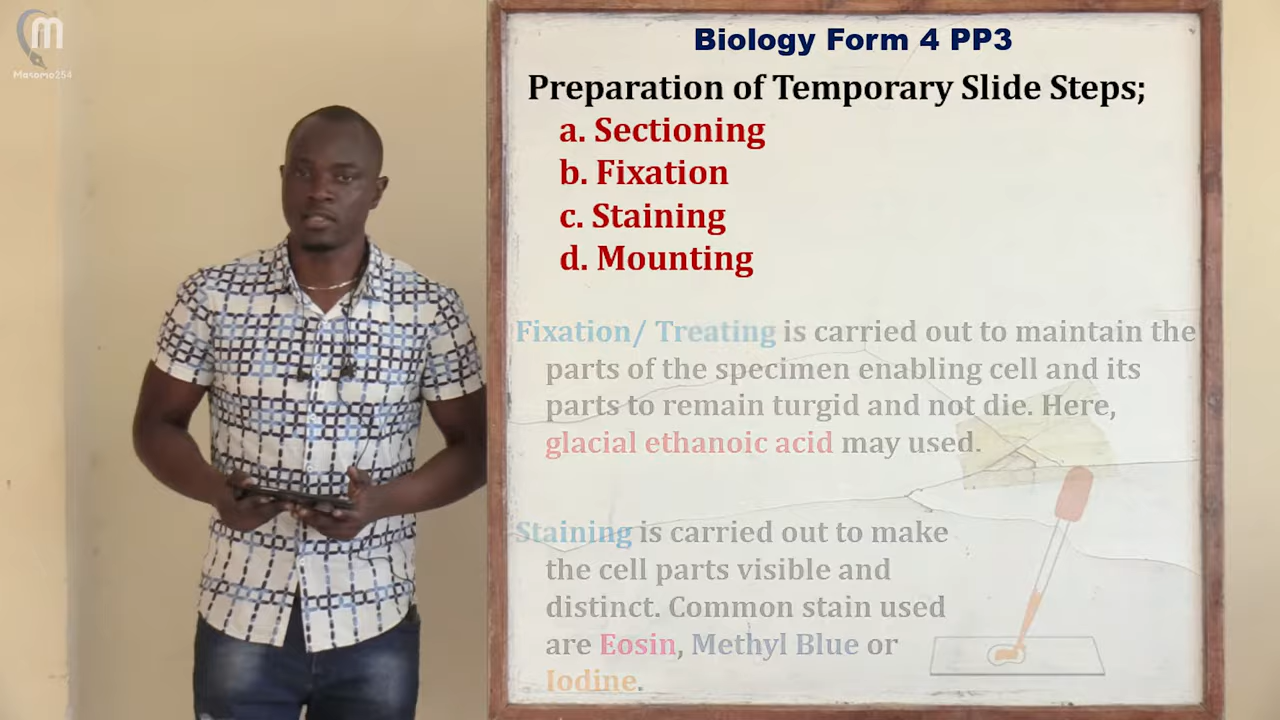 Masomo254
Biology Form 4 PP3
Preparation of Temporary Slide Steps;
a. Sectioning
b. Fixation
c. Staining
d. Mounting
Fixation/ Treating is carried out to maintain the
parts of the specimen enabling cell and its
parts to remain turgid and not die. Here,
glacial ethanoic acid may used.
Staining is carried out to make
the cell parts visible and
distinct. Common stain used
are Eosin, Methyl Blue or
Iodine.